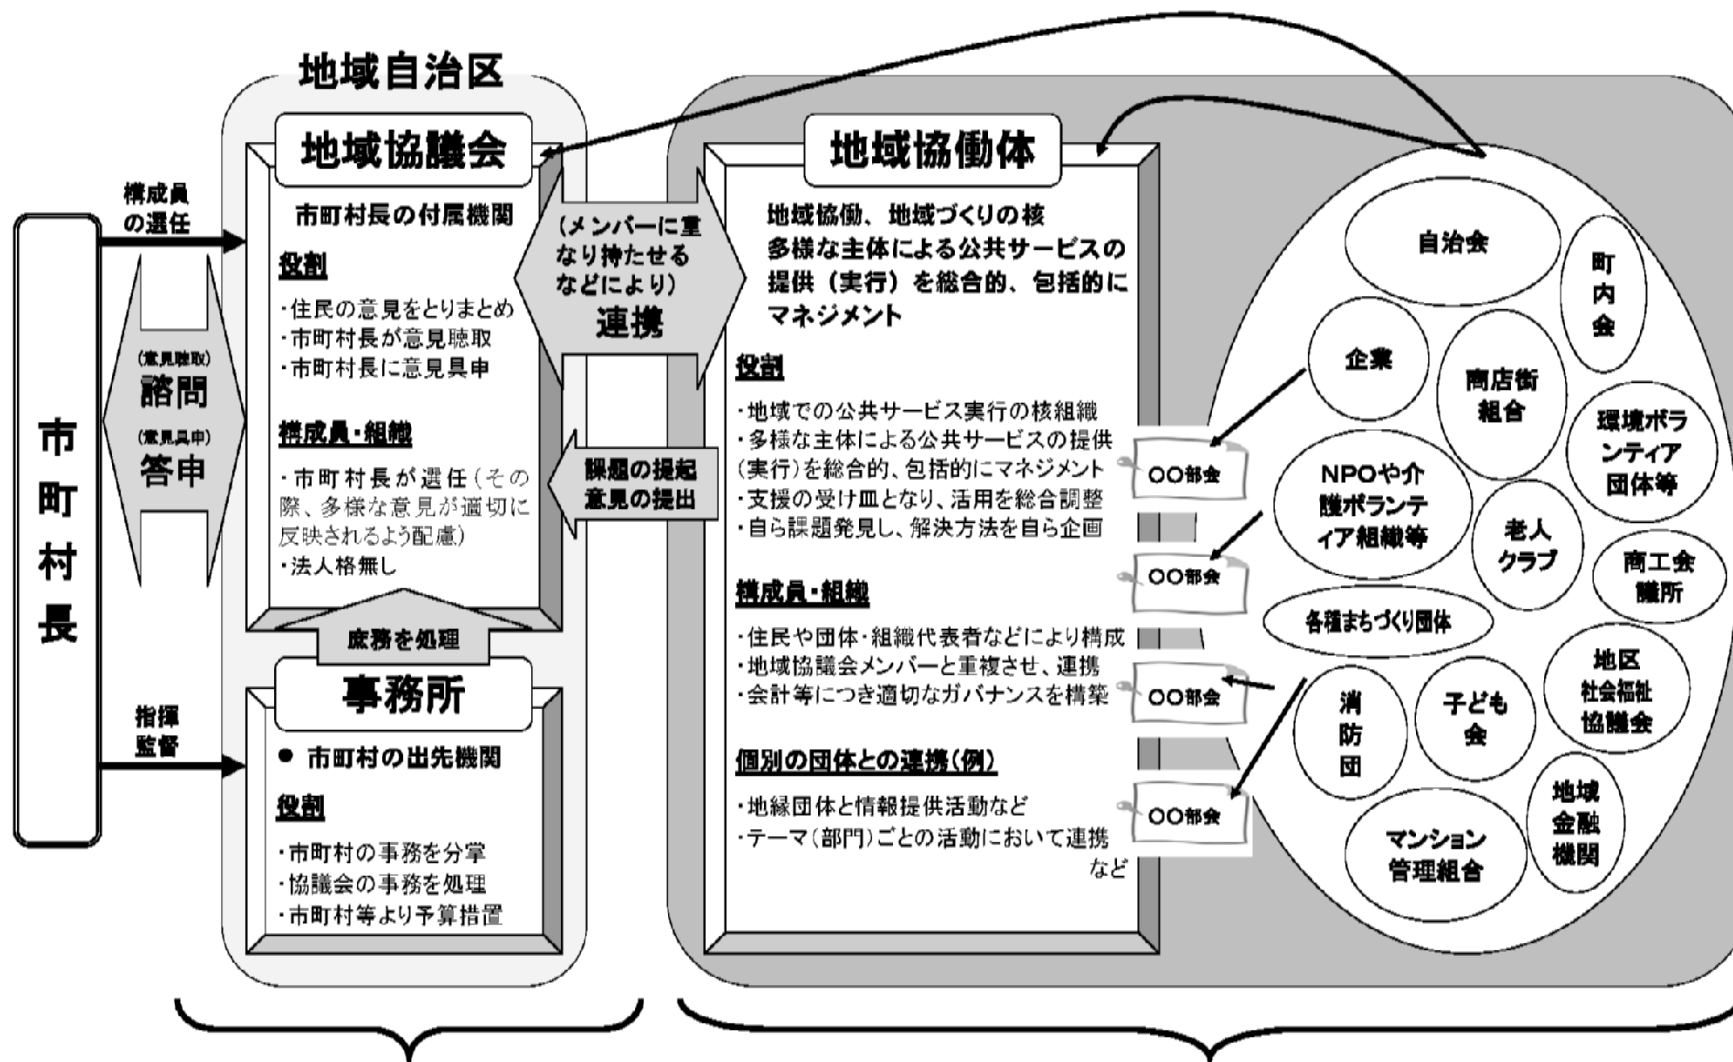 地域自治区
地域協議会
市町村長の付属機関
役割
・住民の意見をとりまとめ
・市町村長が意見聴取
・市町村長に意見具申
構成員・組織
・市町村長が選任(その
際、多様な意見が適切に
反映されるよう配慮)
・法人格無し
庶務を処理
事務所
● 市町村の出先機関
役割
・市町村の事務を分掌
・協議会の事務を処理
・市町村等より予算措置
市町村長
構成員
の選任
(意見聴取)
諮問
(意見具申)
答申
指揮
監督
(メンバーに重
なり持たせる
などにより)
連携
課題の提起
意見の提出
地域協働体
地域協働、地域づくりの核
多様な主体による公共サービスの
提供（実行）を総合的、包括的に
マネジメント
役割
・地域での公共サービス実行の核組織
・多様な主体による公共サービスの提供
(実行)を総合的、包括的にマネジメント
・支援の受け皿となり、活用を総合調整
・自ら課題発見し、解決方法を自ら企画
構成員・組織
・住民や団体・組織代表者などにより構成
・地域協議会メンバーと重複させ、連携
・会計等につき適切なガバナンスを構築
個別の団体との連携(例)
・地縁団体と情報提供活動など
・テーマ(部門)ごとの活動において連携
など
〇〇部会
〇〇部会
〇〇部会
〇〇部会
自治会
町内会
企業
商店街
組合
環境ボラ
ンティア
団体等
NPOや介
護ボランテ
ィア組織等
老人
クラブ
商工会
議所
各種まちづくり団体
地区
社会福祉
協議会
消防団
子ども
会
地域
金融
機関
マンション
管理組合